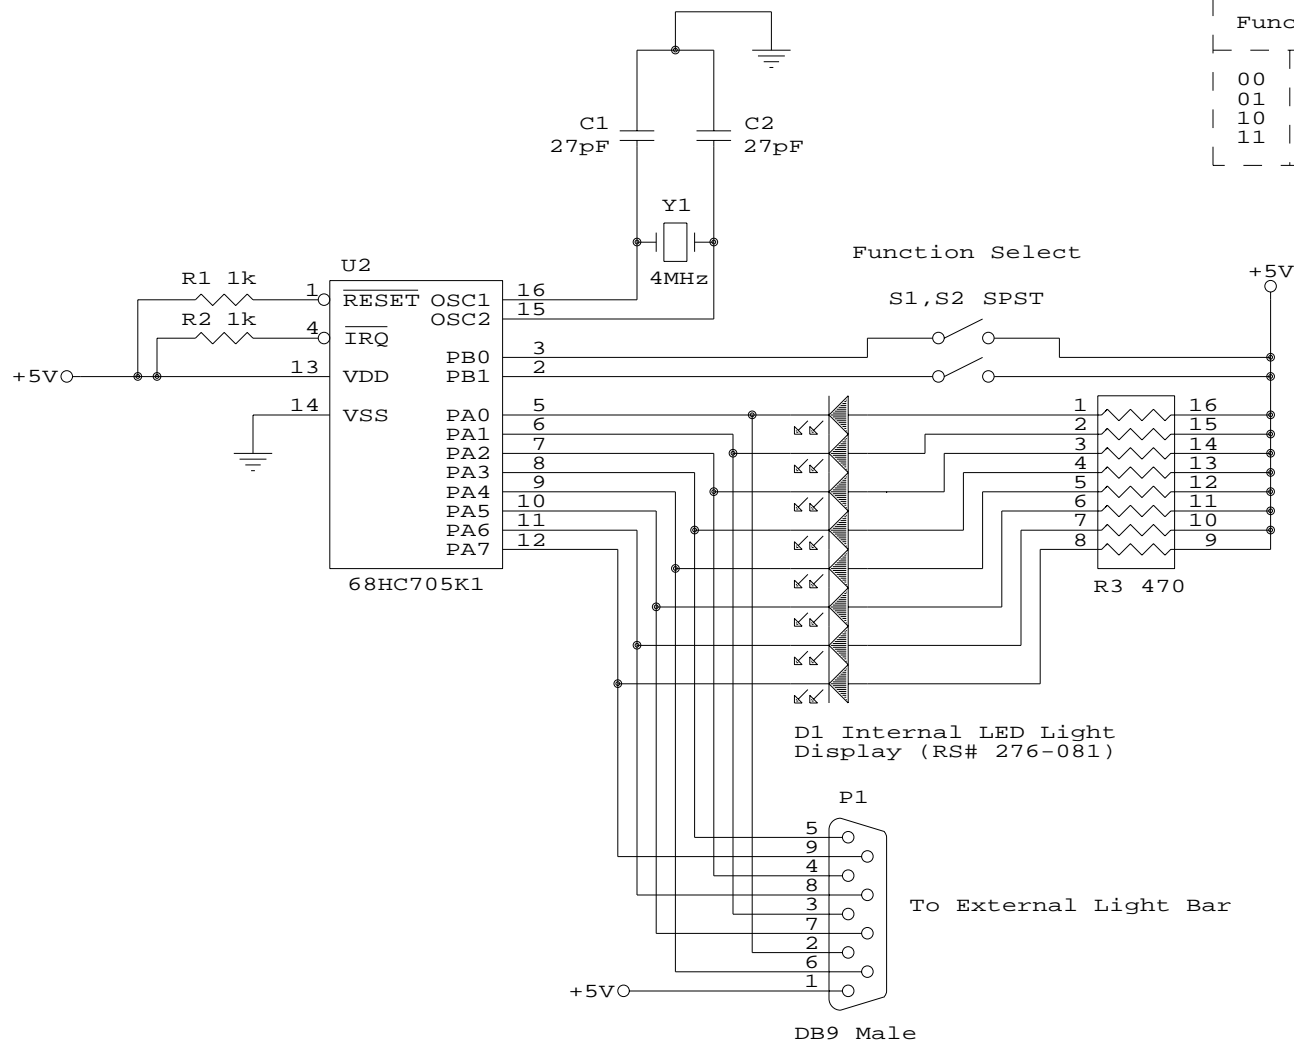 Func
00
01
10
11
C1
27pF
C2
27pF
Y1
4MHz
Function Select
S1,S2 SPST
+5V
U2
R1 1k
R2 1k
+5V
1
4
13
14
RESET
IRQ
VDD
VSS
OSC1
OSC2
PB0
PB1
PA0
PA1
PA2
PA3
PA4
PA5
PA6
PA7
16
15
3
2
5
6
7
8
9
10
11
12
68HC705K1
1
2
3
4
5
6
7
8
16
15
14
13
12
11
10
9
R3 470
D1 Internal LED Light
Display (RS# 276-081)
P1
5
9
4
8
3
7
2
6
1
To External Light Bar
+5V
DB9 Male